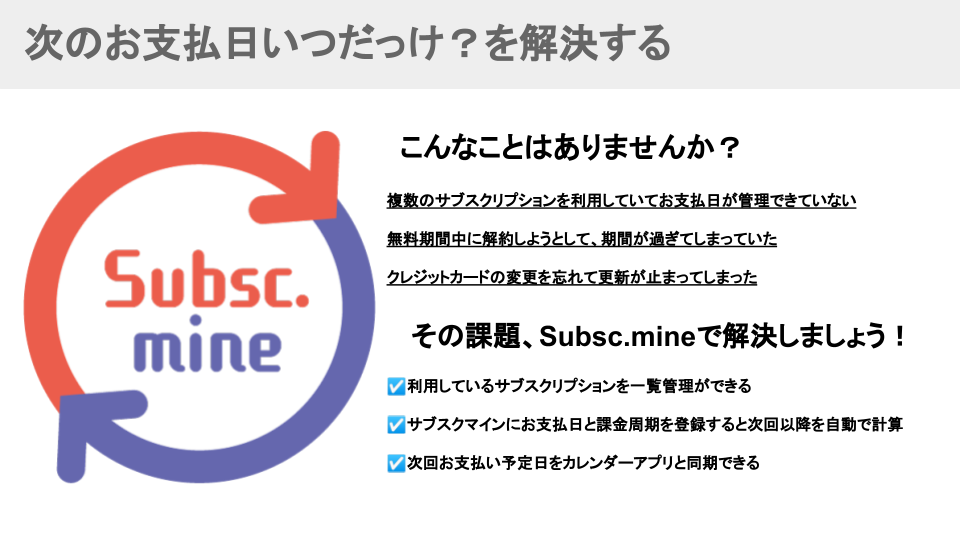 次のお支払日いつだっけ？を解決する
こんなことはありませんか？
複数のサブスクリプションを利用していてお支払日が管理できていない
無料期間中に解約しようとして、期間が過ぎてしまっていた
クレジットカードの変更を忘れて更新が止まってしまった
Subsc.
mine
その課題、Subsc.mineで解決しましょう！
☑利用しているサブスクリプションを一覧管理ができる
☑サブスクマインにお支払日と課金周期を登録すると次回以降を自動で計算
☑次回お支払い予定日をカレンダーアプリと同期できる